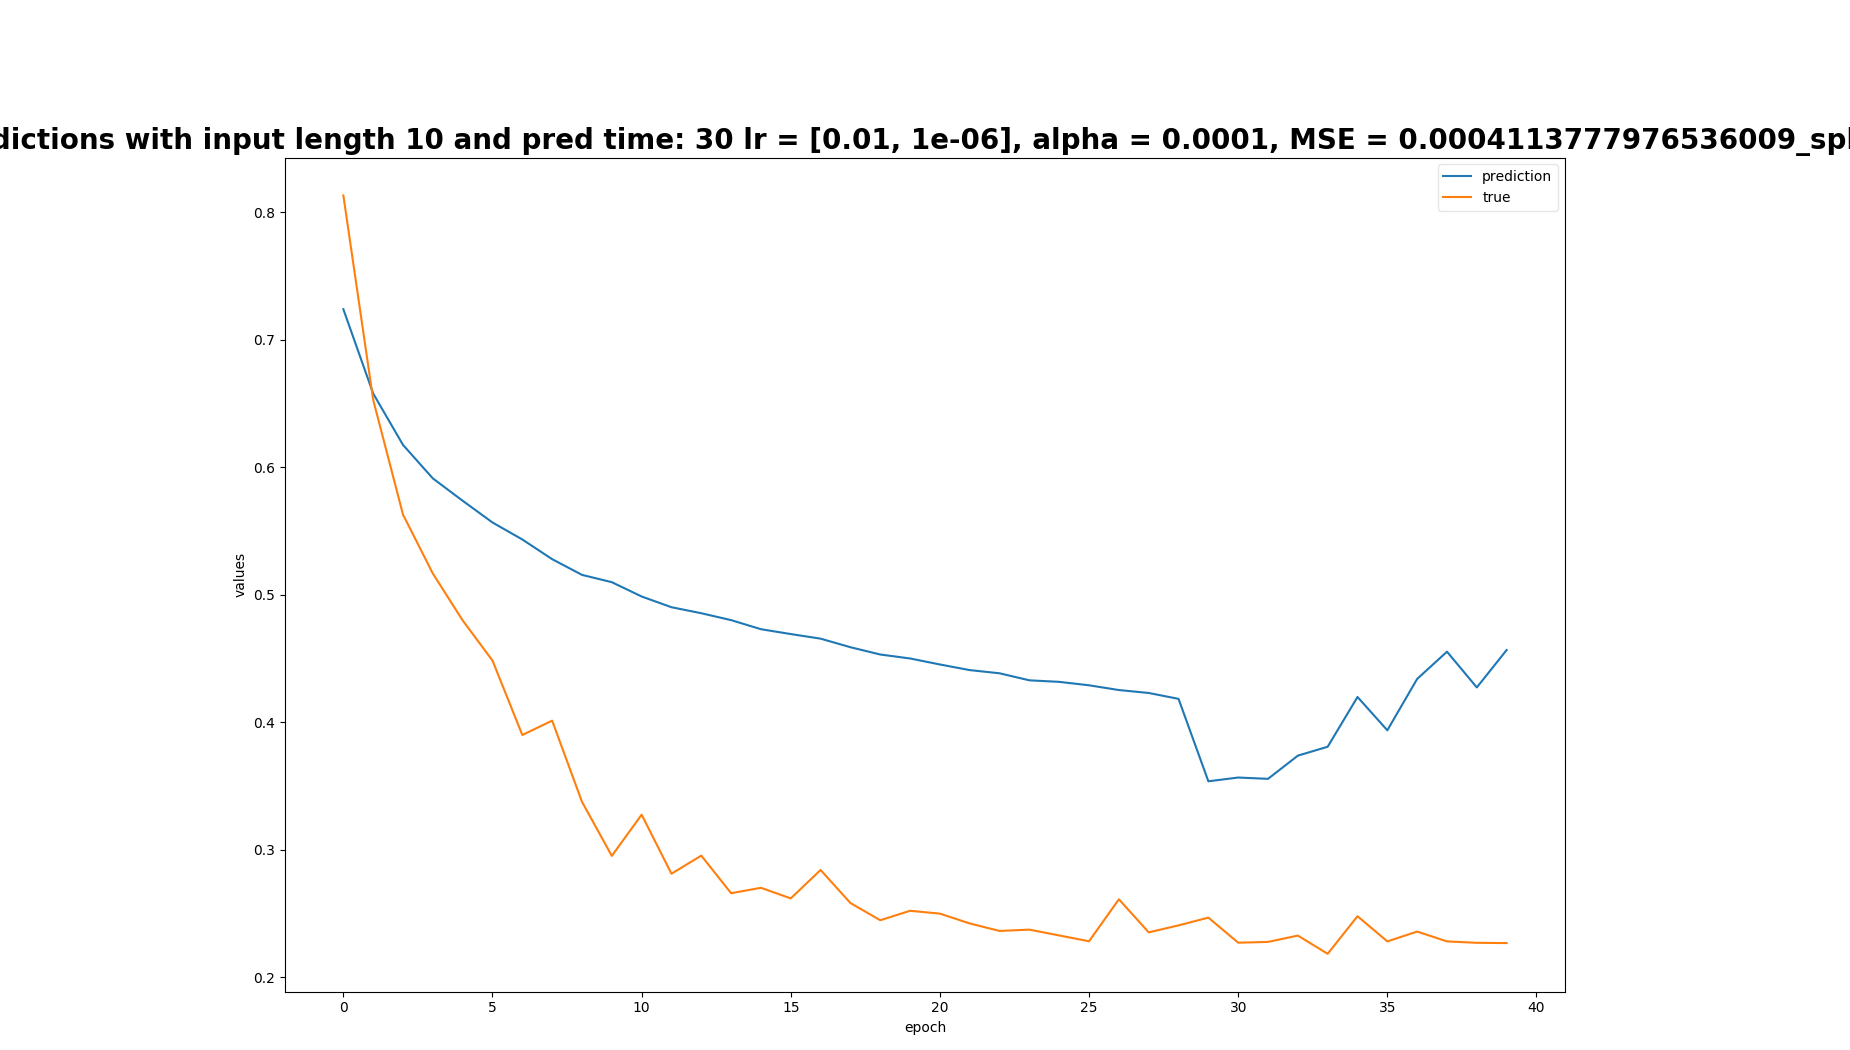 dictions with input length 10 and pred time: 30 lr = [0.01, 1e-06], alpha = 0.0001, MSE = 0.0004113777976536009_spl
prediction
true
0.8
0.7
0.6
0.5
0.4
0.3
0.2
values
0 5 10 15 20 25 30 35 40
epoch